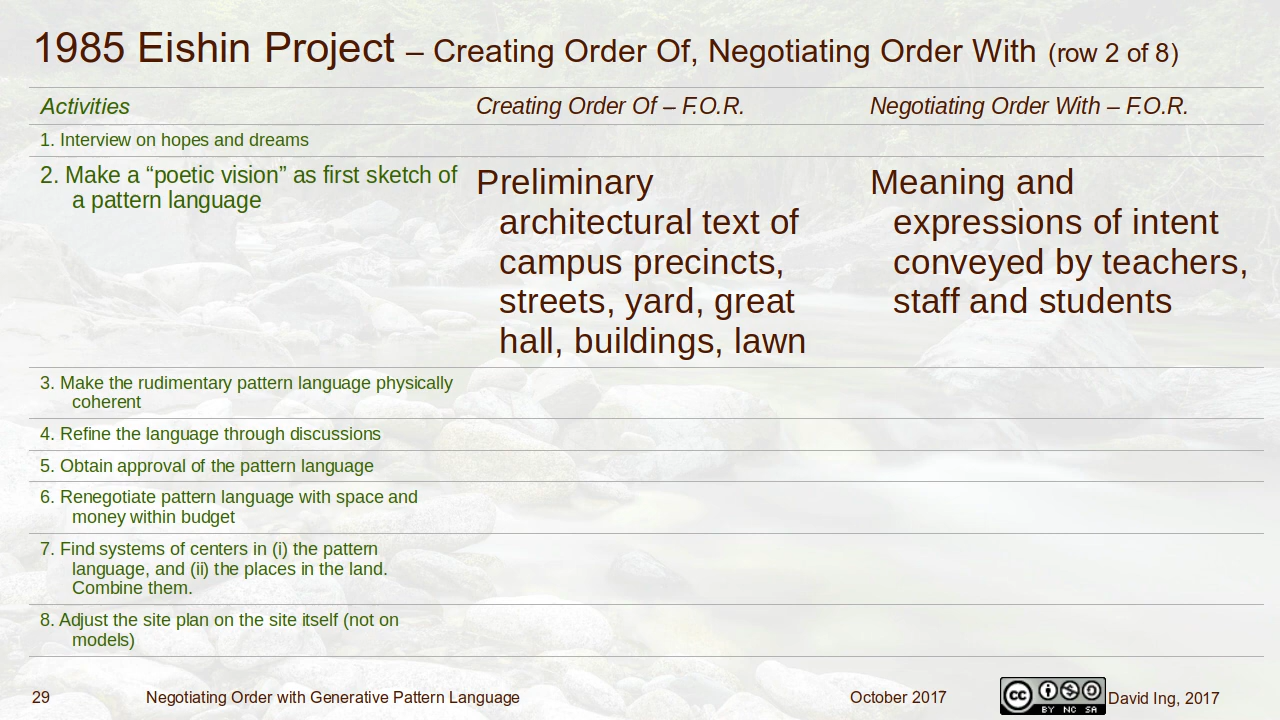 1985 Eishin Project – Creating Order Of, Negotiating Order With (row 2 of 8)
Activities
Creating Order Of – F.O.R.
Negotiating Order With – F.O.R.
1. Interview on hopes and dreams
2. Make a “poetic vision” as first sketch of
a pattern language
Preliminary
architectural text of
campus precincts,
streets, yard, great
hall, buildings, lawn
Meaning and
expressions of intent
conveyed by teachers,
staff and students
3. Make the rudimentary pattern language physically
coherent
4. Refine the language through discussions
5. Obtain approval of the pattern language
6. Renegotiate pattern language with space and
money within budget
7. Find systems of centers in (i) the pattern
language, and (ii) the places in the land.
Combine them.
8. Adjust the site plan on the site itself (not on
models)
29
Negotiating Order with Generative Pattern Language
October 2017
cc
BY NC SA
David Ing, 2017